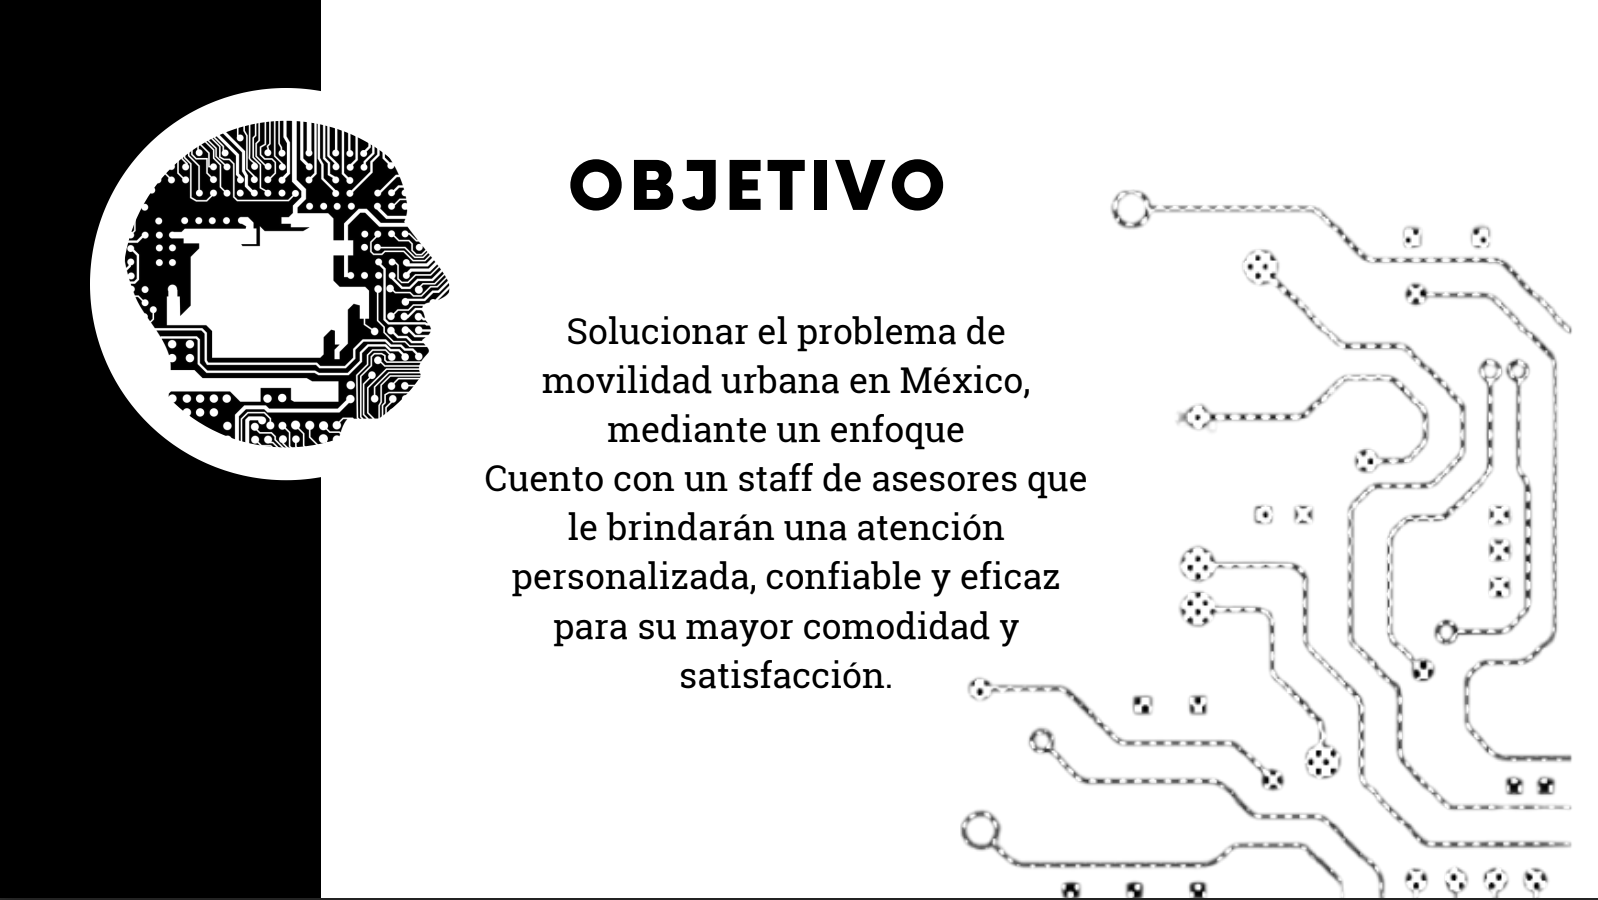 OBJETIVO
Solucionar el problema de
movilidad urbana en México,
mediante un enfoque
Cuento con un staff de asesores que
le brindarán una atención
personalizada, confiable y eficaz
para su mayor comodidad y
satisfacción.